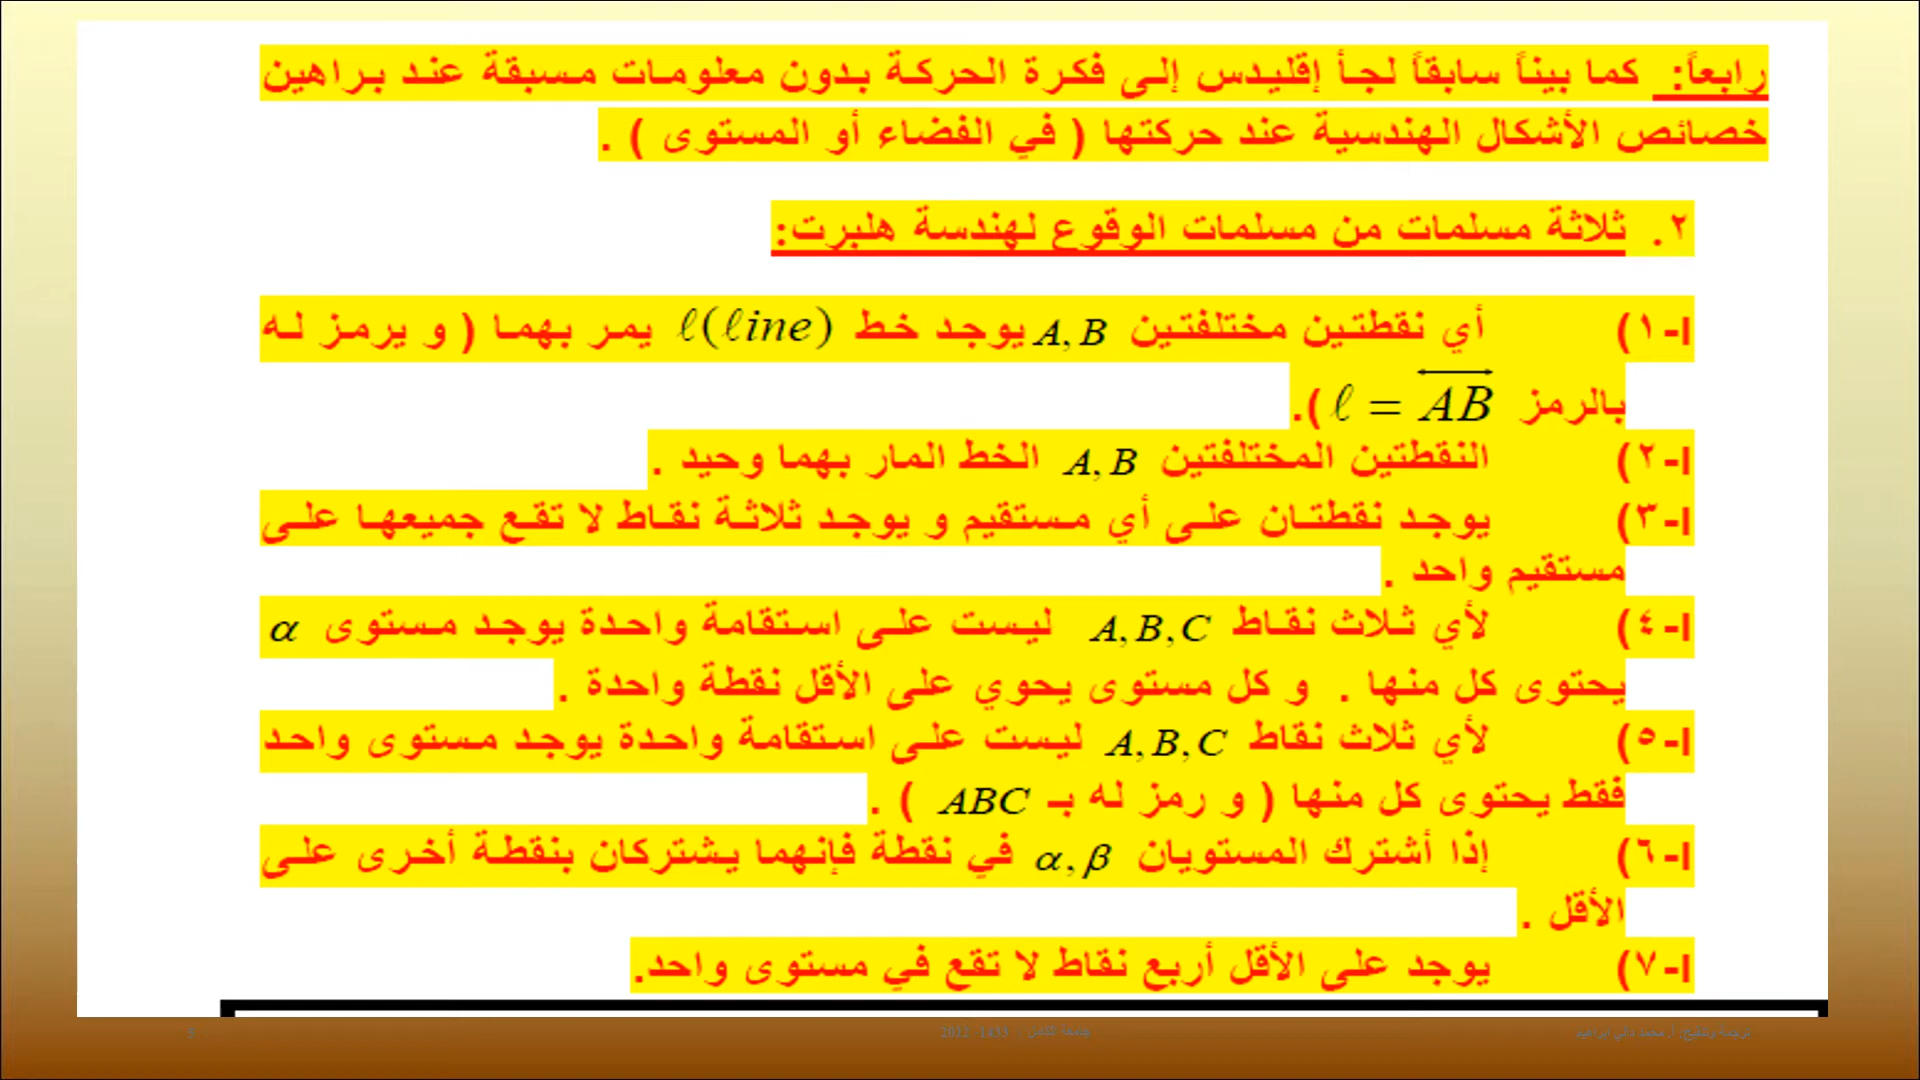 رابعاً: كما بيناً سابقاً لجأ إقليدس إلى فكرة الحركة بدون معلومات مسبقة عند براهين
خصائص الأشكال الهندسية عند حركتها ( في الفضاء أو المستوى ) .
٢. ثلاثة مسلمات من مسلمات الوقوع لهندسة هلبرت:
١-I) أي نقطتين مختلفتين A, B يوجد خط ℓ(ℓine) يمر بهما ( و يرمز له
بالرمز ℓ = \overleftrightarrow{AB} ).
٢-I) النقطتين المختلفتين A, B الخط المار بهما وحيد .
٣-I) يوجد نقطتان على أي مستقيم و يوجد ثلاثة نقاط لا تقع جميعها على
مستقيم واحد .
٤-I) لأي ثلاث نقاط A, B, C ليست على استقامة واحدة يوجد مستوى α
يحتوى كل منها . و كل مستوى يحوي على الأقل نقطة واحدة .
٥-I) لأي ثلاث نقاط A, B, C ليست على استقامة واحدة يوجد مستوى واحد
فقط يحتوى كل منها ( و رمز له بـ ABC ) .
٦-I) إذا أشترك المستويان α, β في نقطة فإنهما يشتركان بنقطة أخرى على
الأقل .
٧-I) يوجد على الأقل أربع نقاط لا تقع في مستوى واحد.
2012 -1433